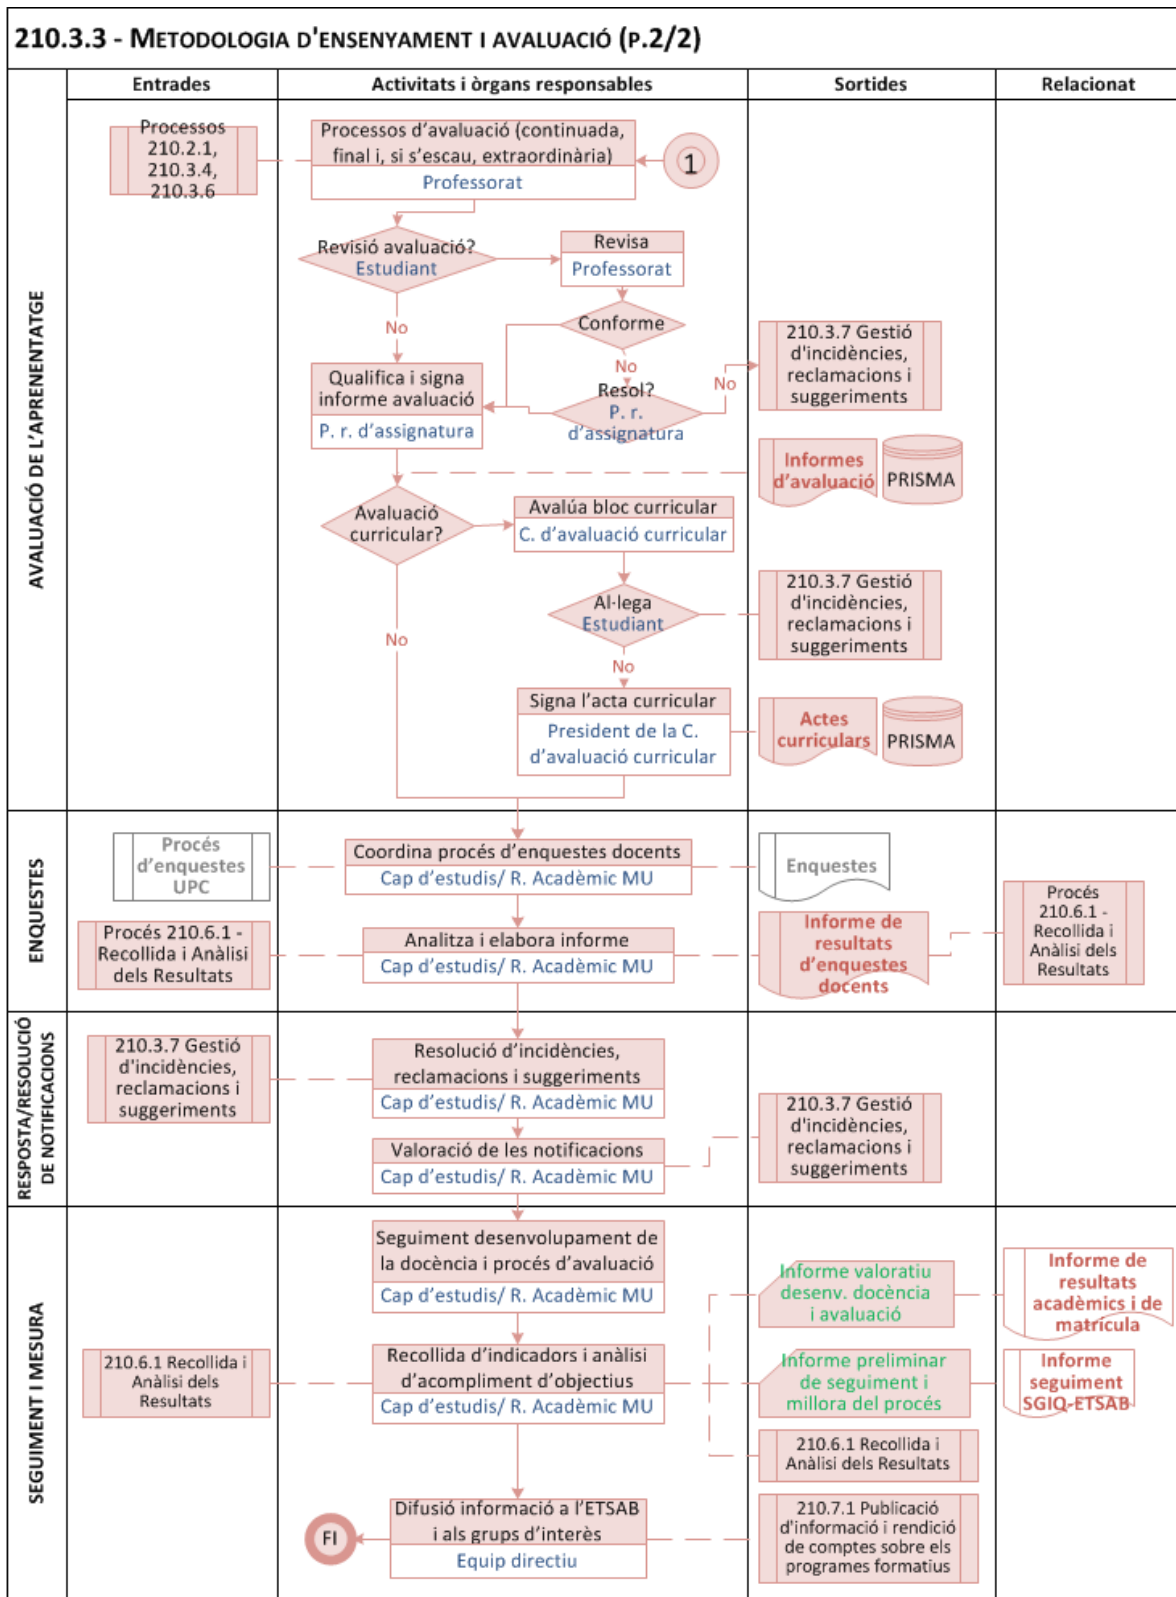 210.3.3 - METODOLOGIA D'ENSENYAMENT I AVALUACIÓ (P.2/2)
Entrades
Activitats i òrgans responsables
Sortides
Relacionat
AVALUACIÓ DE L'APRENENTATGE
Processos
210.2.1,
210.3.4,
210.3.6
Processos d'avaluació (continuada,
final i, si s'escau, extraordinària)
Professorat
1
Revisió avaluació?
Estudiant
Revisa
Professorat
No
Conforme
No
Qualifica i signa
informe avaluació
P. r. d'assignatura
Resol?
P. r.
d'assignatura
No
210.3.7 Gestió
d'incidències,
reclamacions i
suggeriments
Informes
d'avaluació
PRISMA
Avaluació
curricular?
Avalúa bloc curricular
C. d'avaluació curricular
Al·lega
Estudiant
210.3.7 Gestió
d'incidències,
reclamacions i
suggeriments
No
No
Signa l'acta curricular
President de la C.
d'avaluació curricular
Actes
curriculars
PRISMA
ENQUESTES
Procés
d'enquestes
UPC
Coordina procés d'enquestes docents
Cap d'estudis/ R. Acadèmic MU
Enquestes
Procés 210.6.1 -
Recollida i Anàlisi
dels Resultats
Analitza i elabora informe
Cap d'estudis/ R. Acadèmic MU
Informe de
resultats
d'enquestes
docents
Procés
210.6.1 -
Recollida i
Anàlisi dels
Resultats
RESPOSTA/RESOLUCIÓ
DE NOTIFICACIONS
210.3.7 Gestió
d'incidències,
reclamacions i
suggeriments
Resolució d'incidències,
reclamacions i suggeriments
Cap d'estudis/ R. Acadèmic MU
Valoració de les notificacions
Cap d'estudis/ R. Acadèmic MU
210.3.7 Gestió
d'incidències,
reclamacions i
suggeriments
SEGUIMENT I MESURA
Seguiment desenvolupament de
la docència i procés d'avaluació
Cap d'estudis/ R. Acadèmic MU
Informe valoratiu
desenv. docència
i avaluació
Informe de
resultats
acadèmics i de
matrícula
210.6.1 Recollida i
Anàlisi dels
Resultats
Recollida d'indicadors i anàlisi
d'acompliment d'objectius
Cap d'estudis/ R. Acadèmic MU
Informe preliminar
de seguiment i
millora del procés
Informe
seguiment
SGIQ-ETSAB
210.6.1 Recollida i
Anàlisi dels Resultats
FI
Difusió informació a l'ETSAB
i als grups d'interès
Equip directiu
210.7.1 Publicació
d'informació i rendició
de comptes sobre els
programes formatius